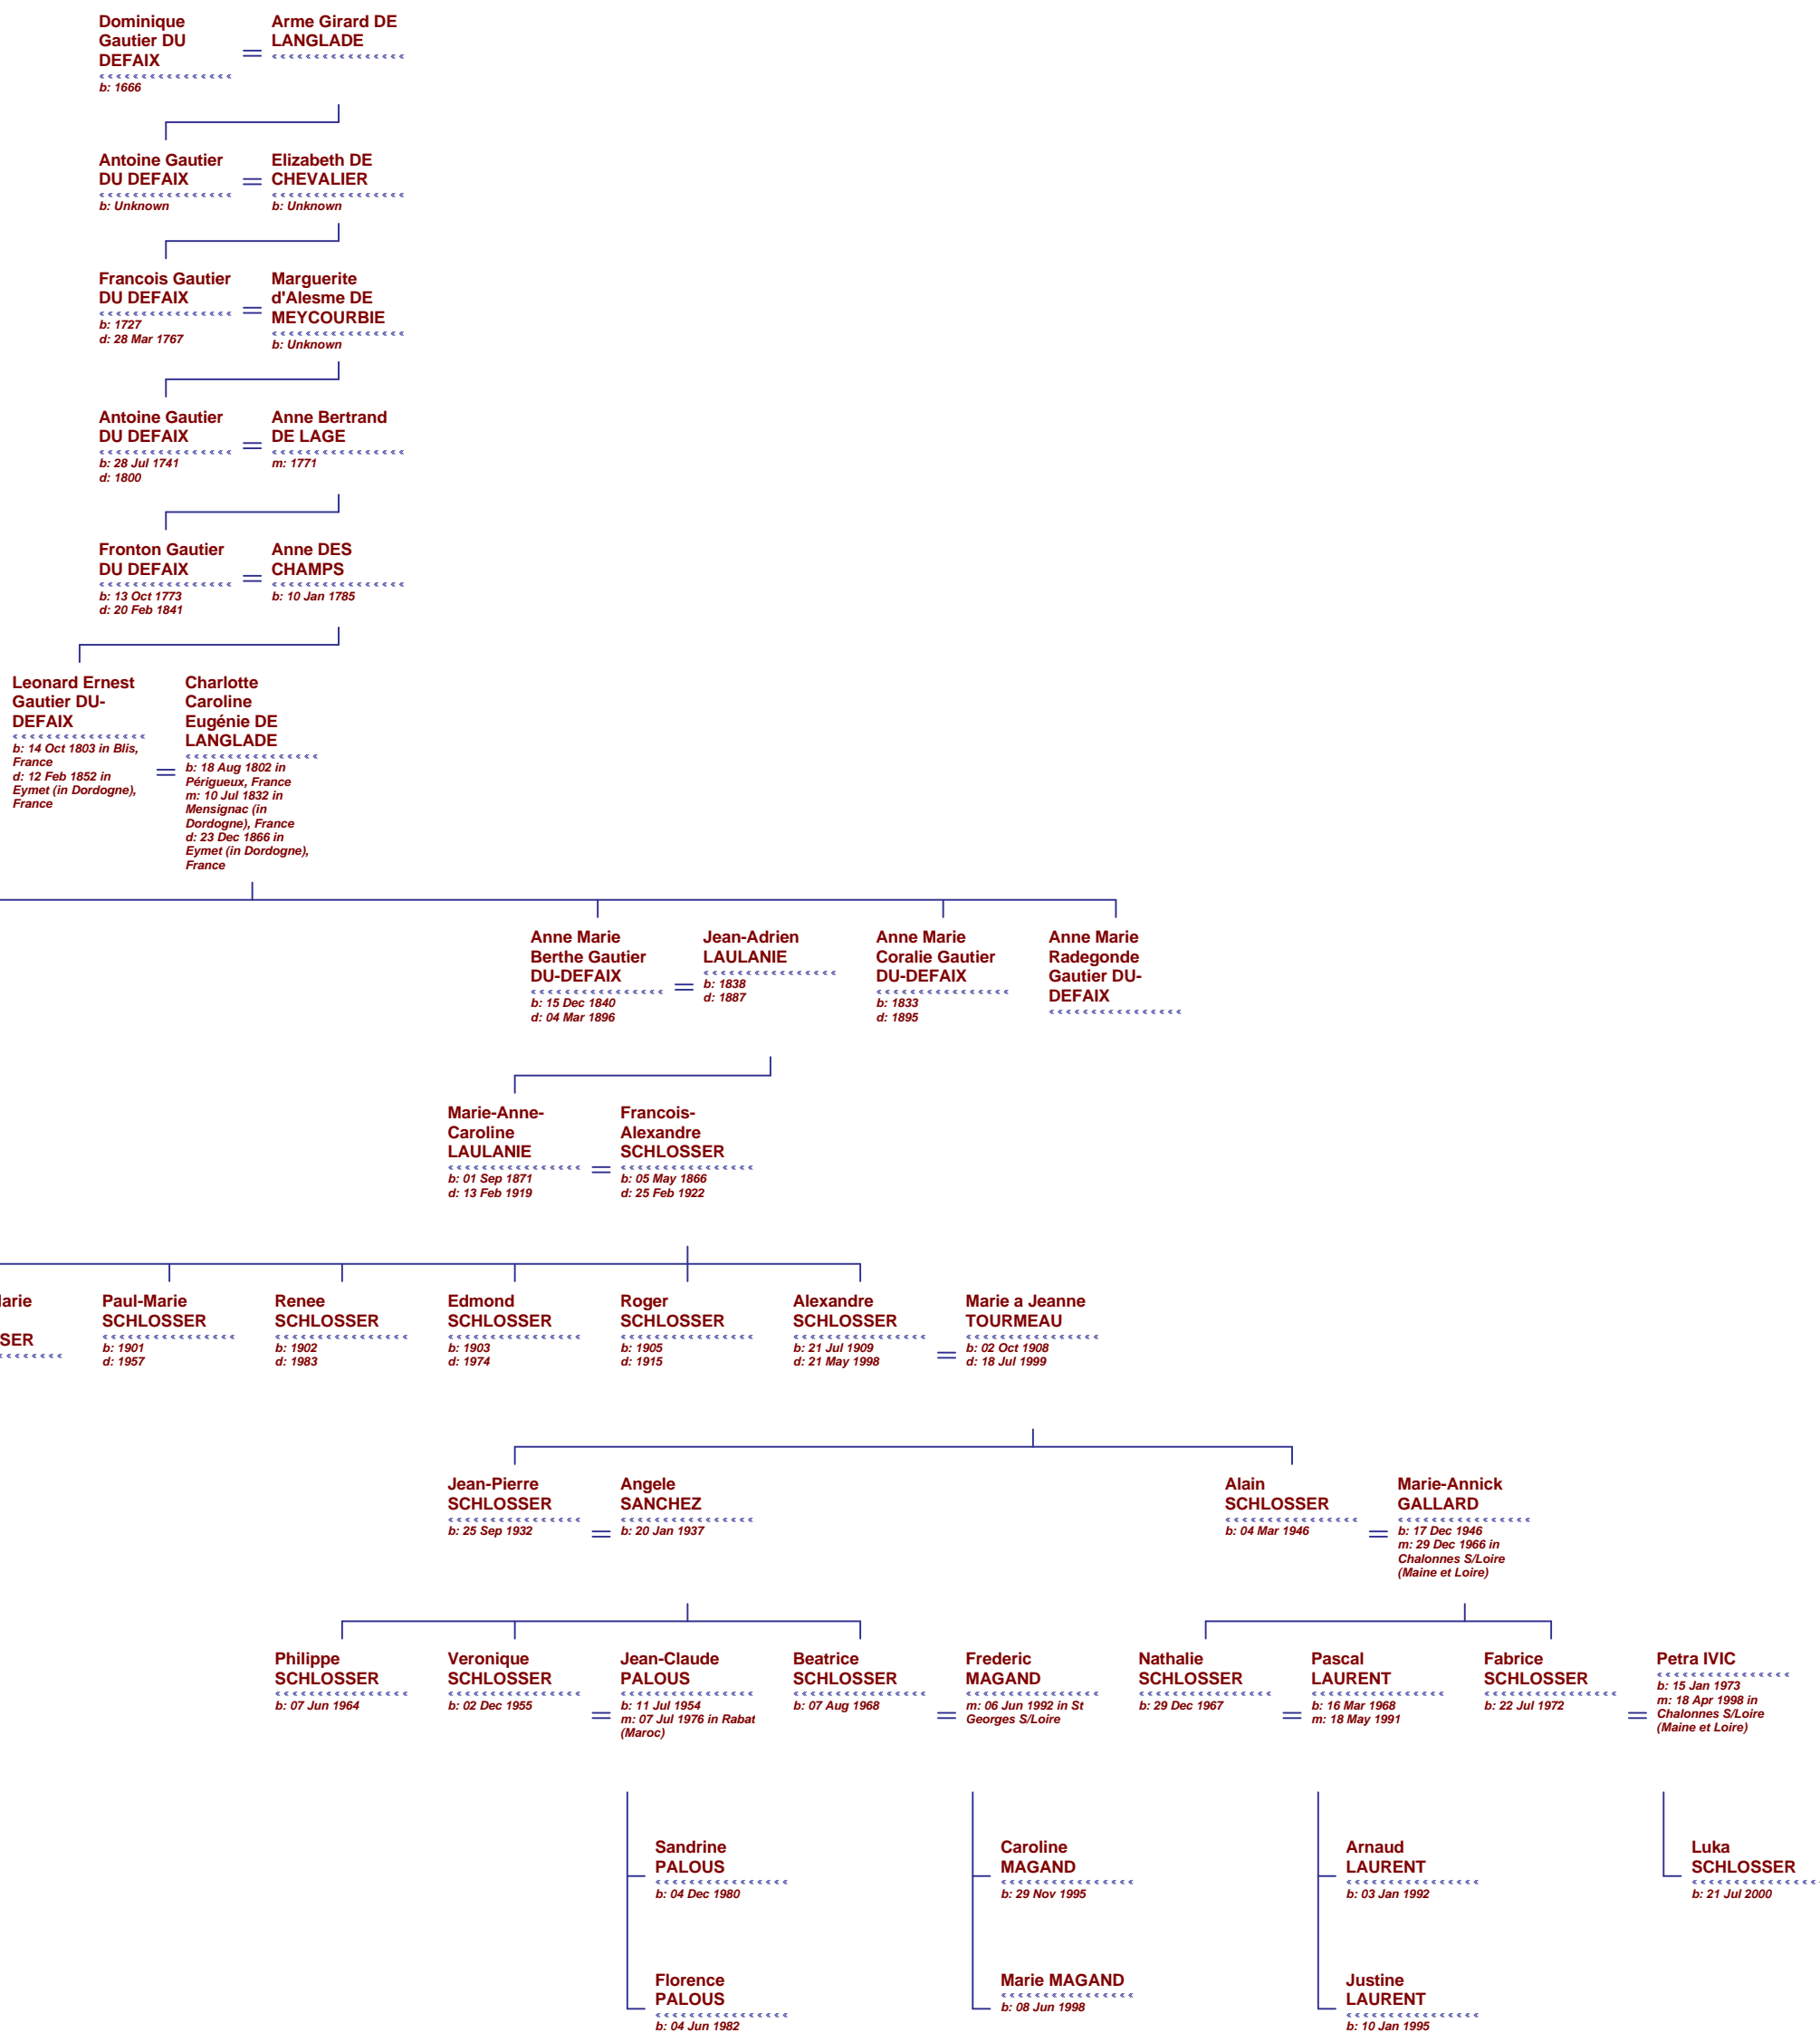 Dominique
Gautier DU
DEFAIX
b: 1666
Arme Girard DE
LANGLADE
Antoine Gautier
DU DEFAIX
b: Unknown
Elizabeth DE
CHEVALIER
b: Unknown
Francois Gautier
DU DEFAIX
b: 1727
d: 28 Mar 1767
Marguerite
d'Alesme DE
MEYCOURBIE
b: Unknown
Antoine Gautier
DU DEFAIX
b: 28 Jul 1741
d: 1800
Anne Bertrand
DE LAGE
m: 1771
Fronton Gautier
DU DEFAIX
b: 13 Oct 1773
d: 20 Feb 1841
Anne DES
CHAMPS
b: 10 Jan 1785
Leonard Ernest
Gautier DU-
DEFAIX
b: 14 Oct 1803 in Blis,
France
d: 12 Feb 1852 in
Eymet (in Dordogne),
France
Charlotte
Caroline
Eugénie DE
LANGLADE
b: 18 Aug 1802 in
Périgueux, France
m: 10 Jul 1832 in
Mensignac (in
Dordogne), France
d: 23 Dec 1866 in
Eymet (in Dordogne),
France
Anne Marie
Berthe Gautier
DU-DEFAIX
b: 15 Dec 1840
d: 04 Mar 1896
Jean-Adrien
LAULANIE
b: 1838
d: 1887
Anne Marie
Coralie Gautier
DU-DEFAIX
b: 1833
d: 1895
Anne Marie
Radegonde
Gautier DU-
DEFAIX
Marie-Anne-
Caroline
LAULANIE
b: 01 Sep 1871
d: 13 Feb 1919
Francois-
Alexandre
SCHLOSSER
b: 05 May 1866
d: 25 Feb 1922
arie
SER
Paul-Marie
SCHLOSSER
b: 1901
d: 1957
Renee
SCHLOSSER
b: 1902
d: 1983
Edmond
SCHLOSSER
b: 1903
d: 1974
Roger
SCHLOSSER
b: 1905
d: 1915
Alexandre
SCHLOSSER
b: 21 Jul 1909
d: 21 May 1998
Marie a Jeanne
TOURMEAU
b: 02 Oct 1908
d: 18 Jul 1999
Jean-Pierre
SCHLOSSER
b: 25 Sep 1932
Angele
SANCHEZ
b: 20 Jan 1937
Alain
SCHLOSSER
b: 04 Mar 1946
Marie-Annick
GALLARD
b: 17 Dec 1946
m: 29 Dec 1966 in
Chalonnes S/Loire
(Maine et Loire)
Philippe
SCHLOSSER
b: 07 Jun 1964
Veronique
SCHLOSSER
b: 02 Dec 1955
Jean-Claude
PALOUS
b: 11 Jul 1954
m: 07 Jul 1976 in Rabat
(Maroc)
Beatrice
SCHLOSSER
b: 07 Aug 1968
Frederic
MAGAND
m: 06 Jun 1992 in St
Georges S/Loire
Nathalie
SCHLOSSER
b: 29 Dec 1967
Pascal
LAURENT
b: 16 Mar 1968
m: 18 May 1991
Fabrice
SCHLOSSER
b: 22 Jul 1972
Petra IVIC
b: 15 Jan 1973
m: 18 Apr 1998 in
Chalonnes S/Loire
(Maine et Loire)
Sandrine
PALOUS
b: 04 Dec 1980
Caroline
MAGAND
b: 29 Nov 1995
Arnaud
LAURENT
b: 03 Jan 1992
Luka
SCHLOSSER
b: 21 Jul 2000
Florence
PALOUS
b: 04 Jun 1982
Marie MAGAND
b: 08 Jun 1998
Justine
LAURENT
b: 10 Jan 1995